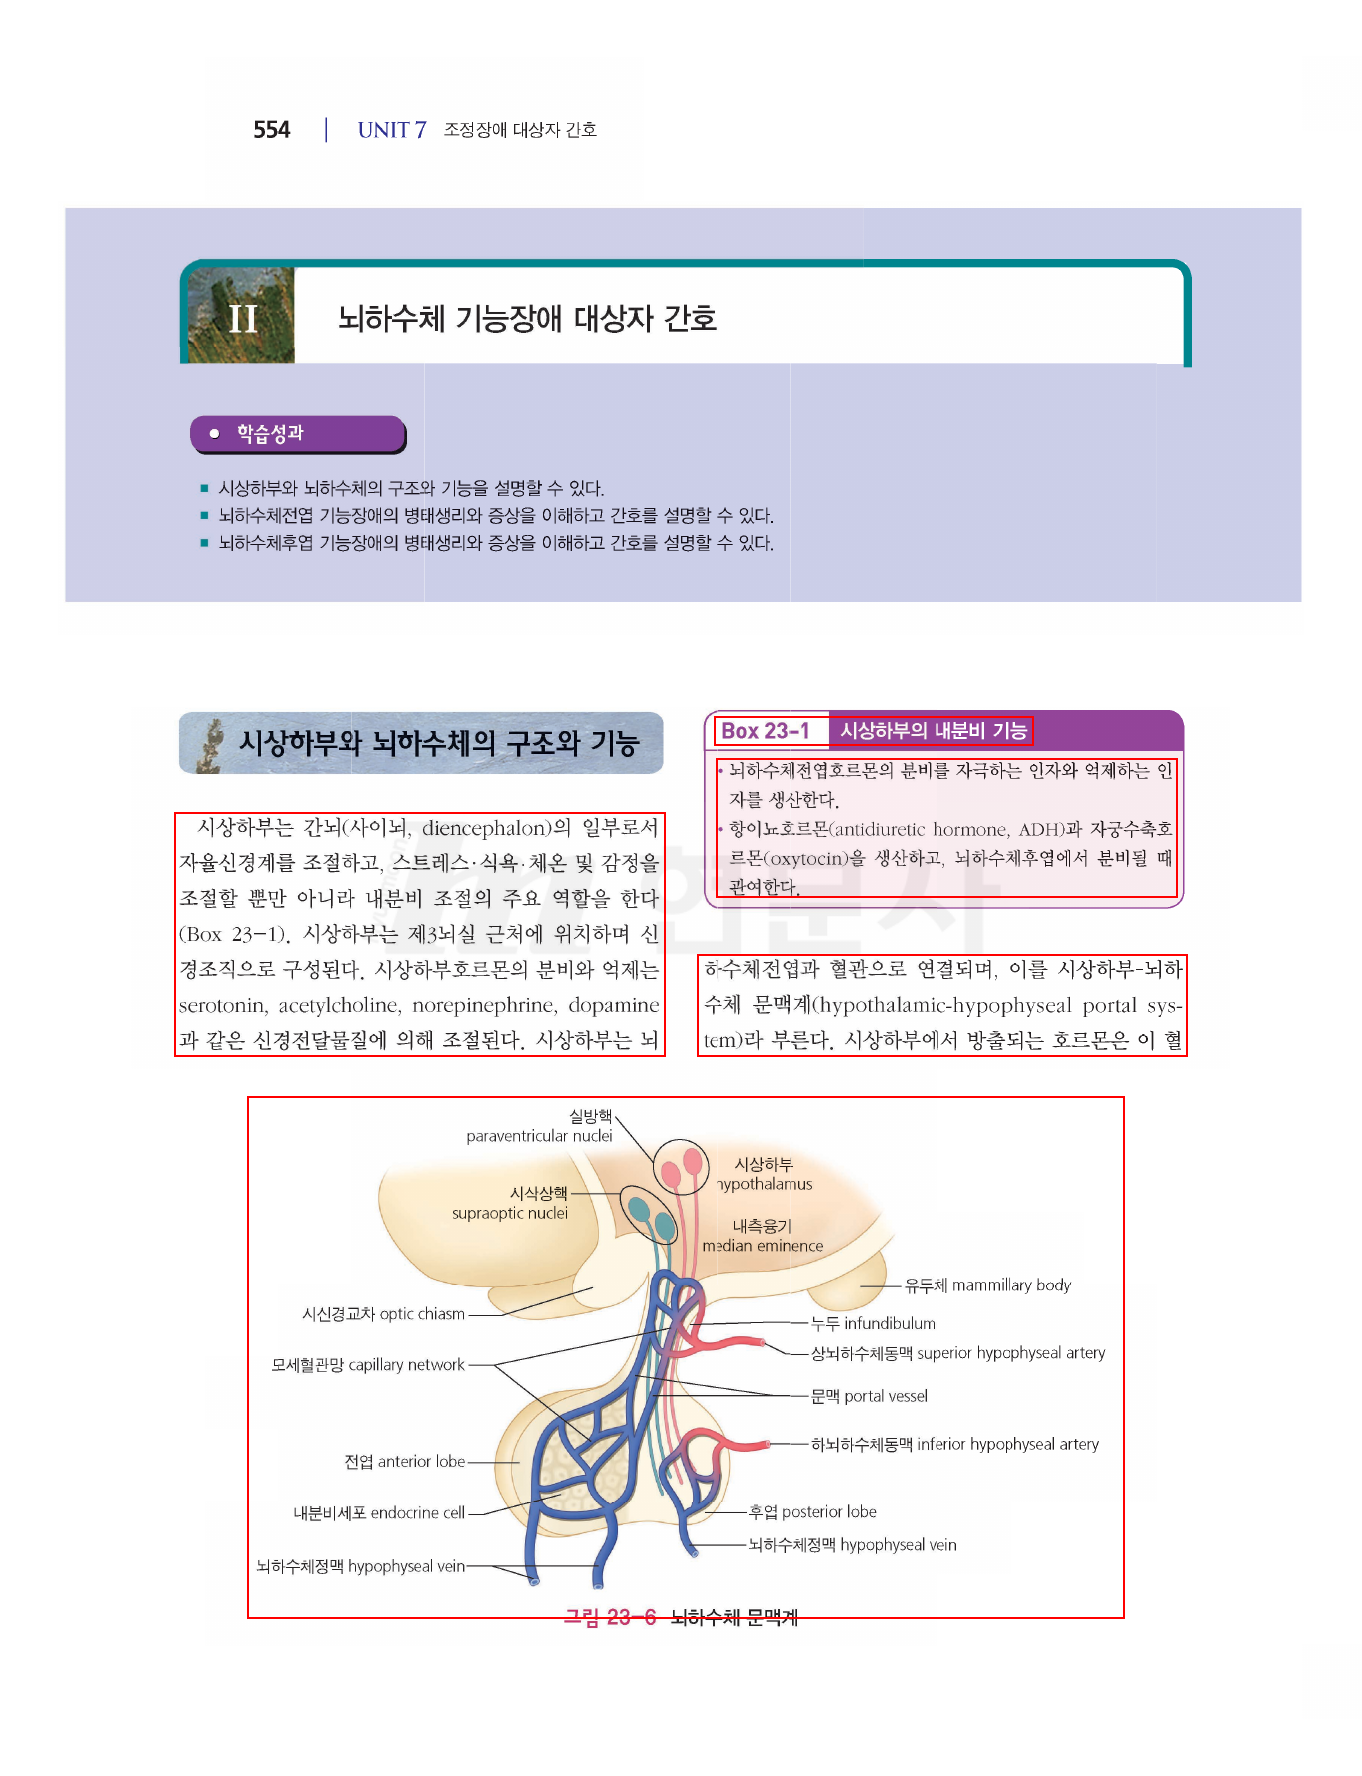 554 | UNIT 7 조정장애 대상자 간호
II 뇌하수체 기능장애 대상자 간호
학습성과
시상하부와 뇌하수체의 구조와 기능을 설명할 수 있다.
뇌하수체전엽 기능장애의 병태생리와 증상을 이해하고 간호를 설명할 수 있다.
뇌하수체후엽 기능장애의 병태생리와 증상을 이해하고 간호를 설명할 수 있다.
시상하부와 뇌하수체의 구조와 기능
시상하부는 간뇌(사이뇌, diencephalon)의 일부로서
자율신경계를 조절하고, 스트레스·식욕·체온 및 감정을
조절할 뿐만 아니라 내분비 조절의 주요 역할을 한다
(Box 23-1). 시상하부는 제3뇌실 근처에 위치하며 신
경조직으로 구성된다. 시상하부호르몬의 분비와 억제는
serotonin, acetylcholine, norepinephrine, dopamine
과 같은 신경전달물질에 의해 조절된다. 시상하부는 뇌
Box 23-1 시상하부의 내분비 기능
• 뇌하수체전엽호르몬의 분비를 자극하는 인자와 억제하는 인
자를 생산한다.
• 항이뇨호르몬(antidiuretic hormone, ADH)과 자궁수축호
르몬(oxytocin)을 생산하고, 뇌하수체후엽에서 분비될 때
관여한다.
하수체전엽과 혈관으로 연결되며, 이를 시상하부-뇌하
수체 문맥계(hypothalamic-hypophyseal portal sys-
tem)라 부른다. 시상하부에서 방출되는 호르몬은 이 혈
현문사
실방핵
paraventricular nuclei
시상하부
hypothalamus
시삭상핵
supraoptic nuclei
내측융기
median eminence
유두체 mammillary body
시신경교차 optic chiasm
누두 infundibulum
상뇌하수체동맥 superior hypophyseal artery
모세혈관망 capillary network
문맥 portal vessel
하뇌하수체동맥 inferior hypophyseal artery
전엽 anterior lobe
내분비세포 endocrine cell
후엽 posterior lobe
뇌하수체정맥 hypophyseal vein
뇌하수체정맥 hypophyseal vein
그림 23-6 뇌하수체 문맥계